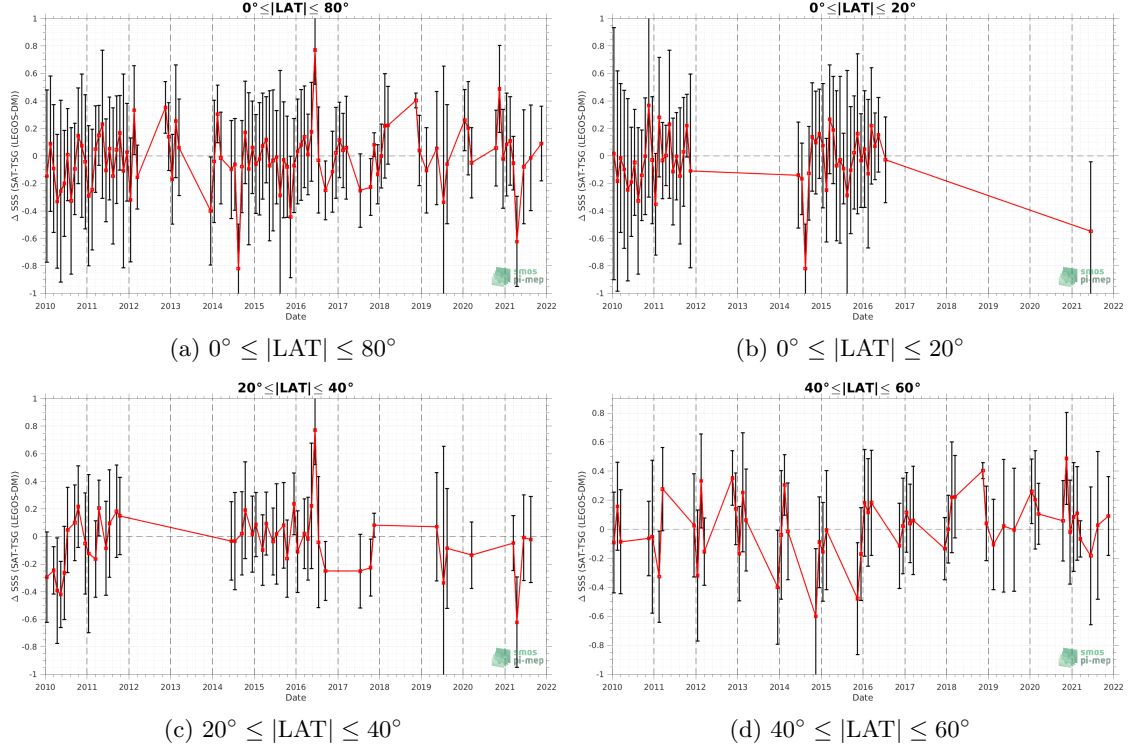 0°≤|LAT|≤ 80°
Δ SSS (SAT-TSG (LEGOS-DM))
1
0.8
0.6
0.4
0.2
0
-0.2
-0.4
-0.6
-0.8
-1
2010 2011 2012 2013 2014 2015 2016 2017 2018 2019 2020 2021 2022
Date
smos
pi-mep
(a) 0° ≤ |LAT| ≤ 80°
0°≤|LAT|≤ 20°
Δ SSS (SAT-TSG (LEGOS-DM))
1
0.8
0.6
0.4
0.2
0
-0.2
-0.4
-0.6
-0.8
-1
2010 2011 2012 2013 2014 2015 2016 2017 2018 2019 2020 2021 2022
Date
smos
pi-mep
(b) 0° ≤ |LAT| ≤ 20°
20°≤|LAT|≤ 40°
Δ SSS (SAT-TSG (LEGOS-DM))
1
0.8
0.6
0.4
0.2
0
-0.2
-0.4
-0.6
-0.8
-1
2010 2011 2012 2013 2014 2015 2016 2017 2018 2019 2020 2021 2022
Date
smos
pi-mep
(c) 20° ≤ |LAT| ≤ 40°
40°≤|LAT|≤ 60°
Δ SSS (SAT-TSG (LEGOS-DM))
0.8
0.6
0.4
0.2
0
-0.2
-0.4
-0.6
-0.8
-1
2010 2011 2012 2013 2014 2015 2016 2017 2018 2019 2020 2021 2022
Date
smos
pi-mep
(d) 40° ≤ |LAT| ≤ 60°